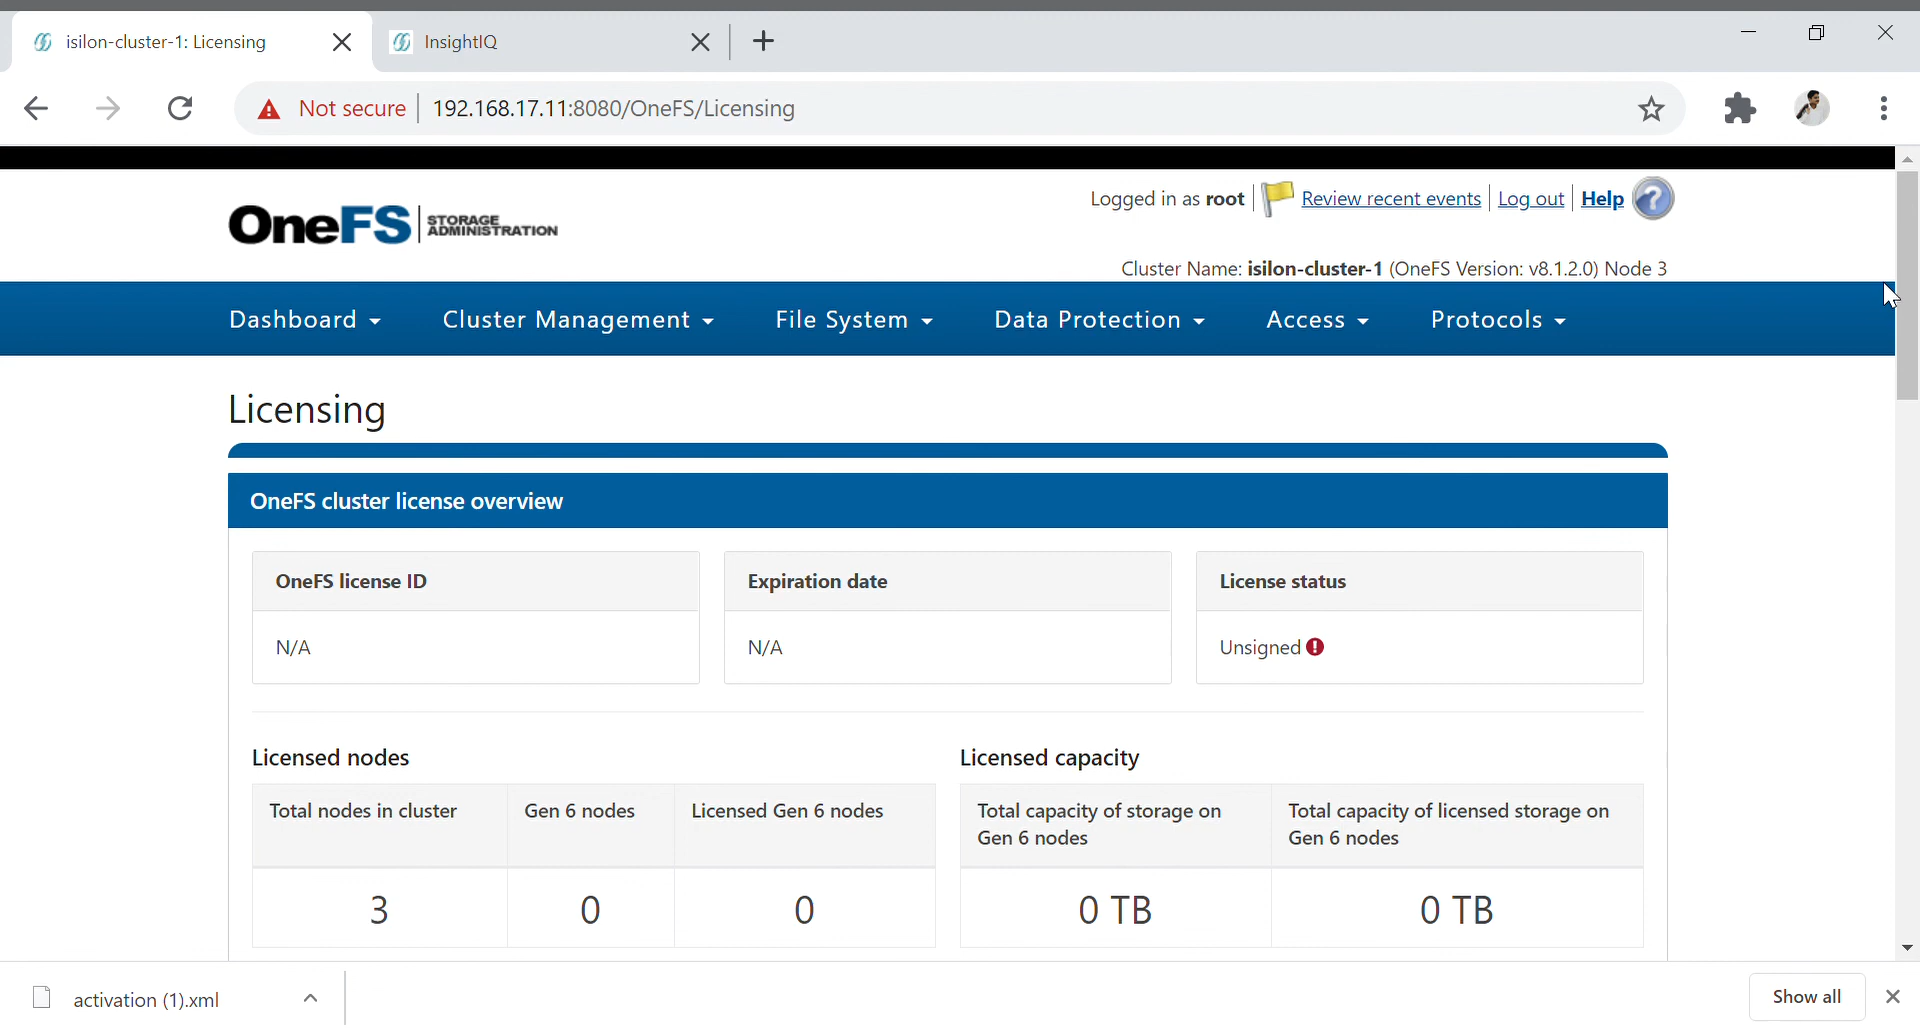 isilon-cluster-1: Licensing
InsightIQ
Not secure
192.168.17.11:8080/OneFS/Licensing
OneFS STORAGE ADMINISTRATION
Logged in as root
Review recent events
Log out
Help
Cluster Name: isilon-cluster-1 (OneFS Version: v8.1.2.0) Node 3
Dashboard
Cluster Management
File System
Data Protection
Access
Protocols
Licensing
OneFS cluster license overview
OneFS license ID
N/A
Expiration date
N/A
License status
Unsigned
Licensed nodes
Total nodes in cluster
Gen 6 nodes
Licensed Gen 6 nodes
3
0
0
Licensed capacity
Total capacity of storage on
Gen 6 nodes
Total capacity of licensed storage on
Gen 6 nodes
0 TB
0 TB
activation (1).xml
Show all